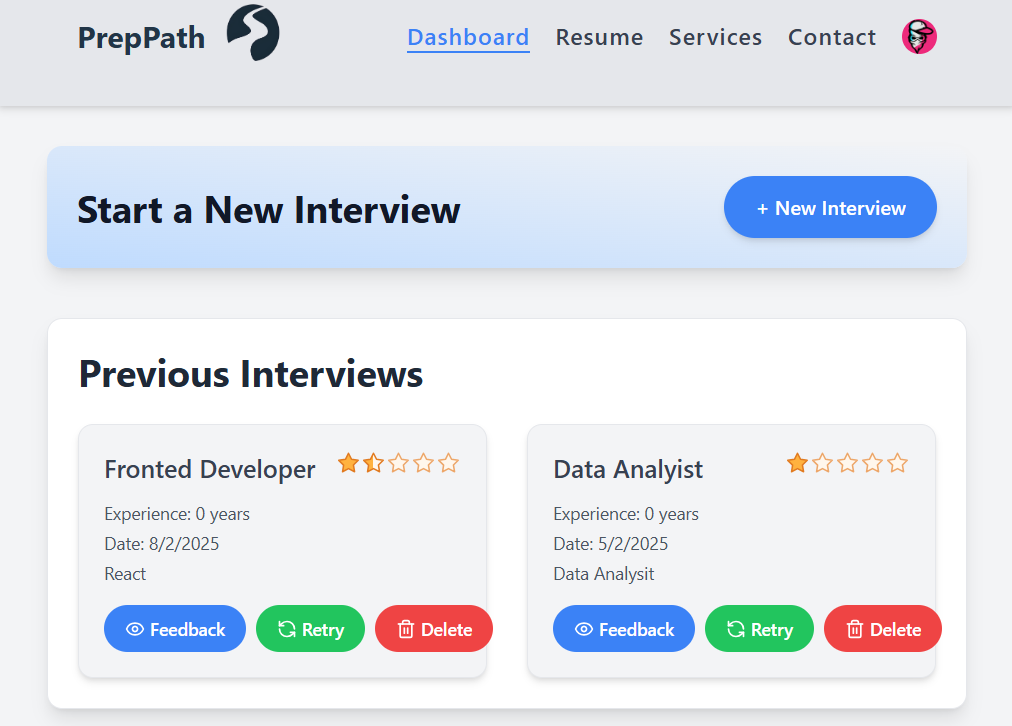 PrepPath Dashboard Resume Services Contact
Start a New Interview + New Interview
Previous Interviews
Fronted Developer
Experience: 0 years
Date: 8/2/2025
React
Feedback Retry Delete
Data Analyist
Experience: 0 years
Date: 5/2/2025
Data Analysit
Feedback Retry Delete